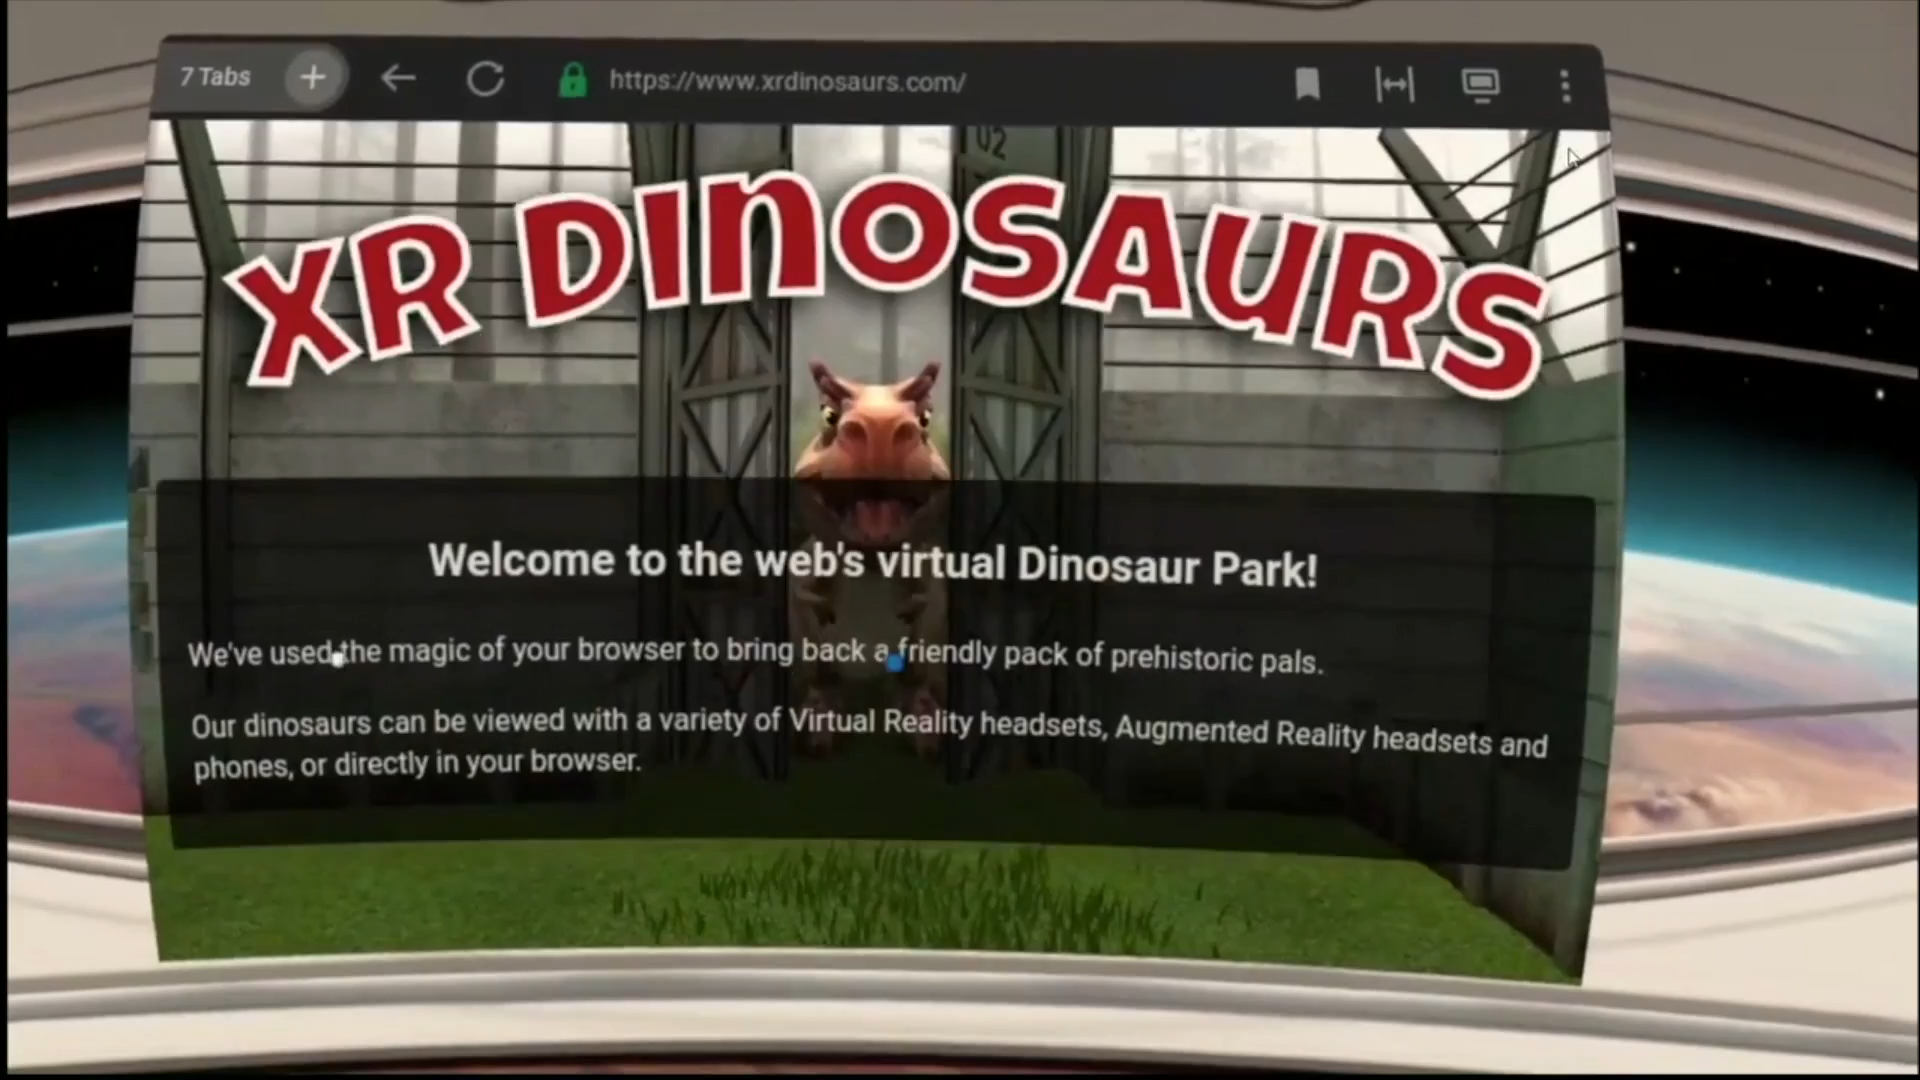 7 Tabs
https://www.xrdinosaurs.com/
02
XR DINOSAURS
Welcome to the web's virtual Dinosaur Park!
We've used the magic of your browser to bring back a friendly pack of prehistoric pals.
Our dinosaurs can be viewed with a variety of Virtual Reality headsets, Augmented Reality headsets and
phones, or directly in your browser.